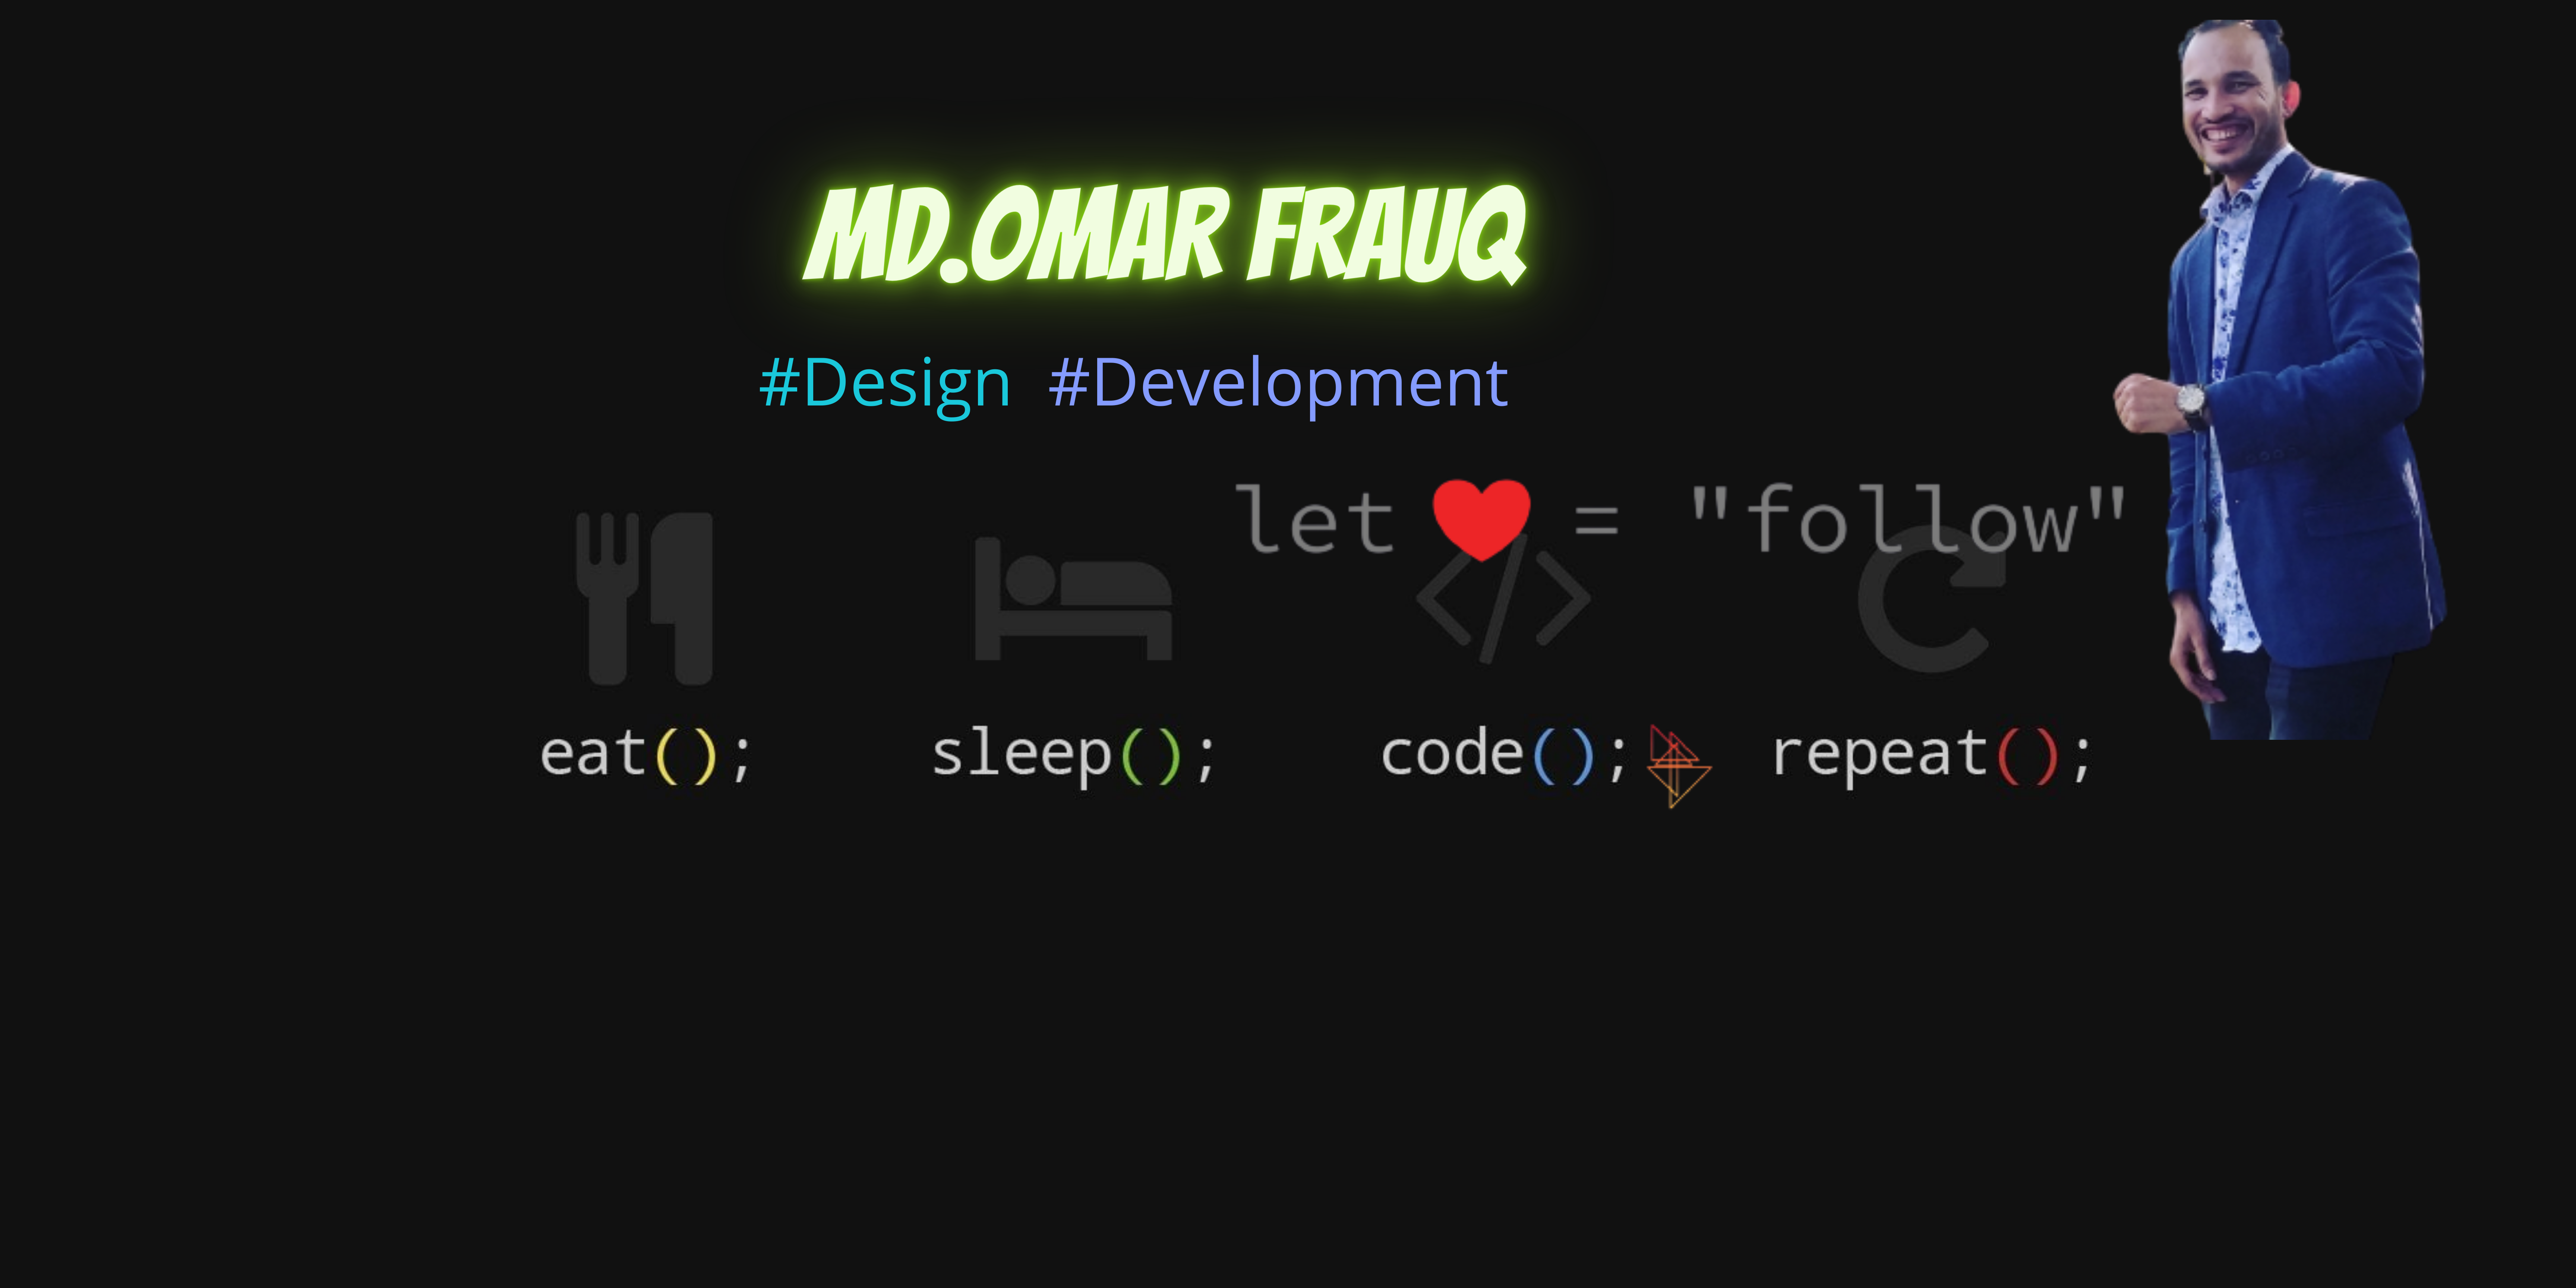 MD.OMAR FRAUQ
#Design #Development
let ❤ = "follow"
eat(); sleep(); code(); repeat();